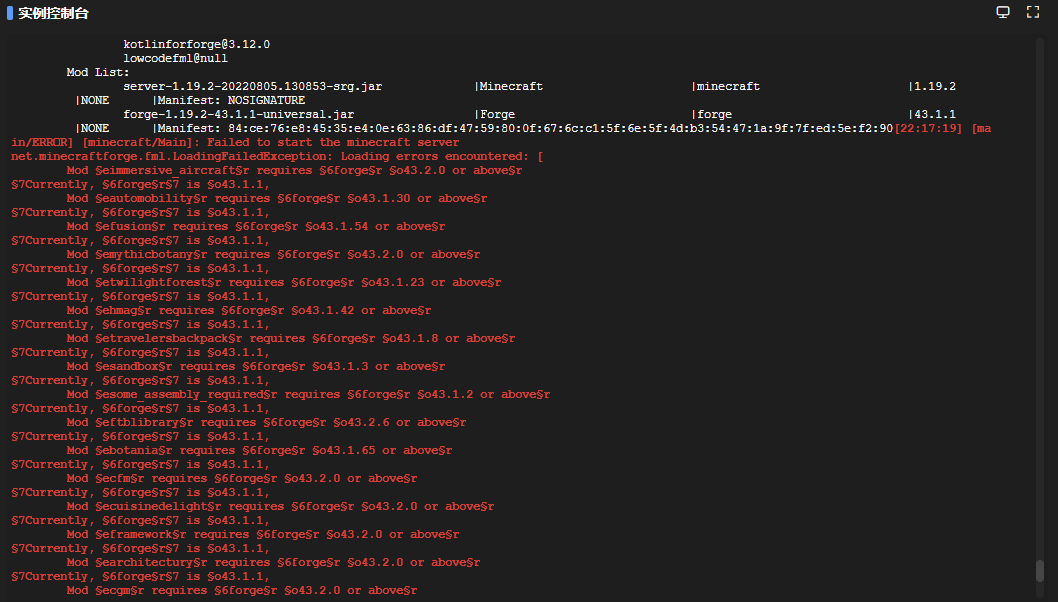 实例控制台
kotlinforforge@3.12.0
lowcodefml@null
Mod List:
server-1.19.2-20220805.130853-srg.jar |Minecraft |minecraft |1.19.2
|NONE |Manifest: NOSIGNATURE
forge-1.19.2-43.1.1-universal.jar |Forge |forge |43.1.1
|NONE |Manifest: 84:ce:76:e8:45:35:e4:0e:63:86:df:47:59:80:0f:67:6c:c1:5f:6e:5f:4d:b3:54:47:1a:9f:7f:ed:5e:f2:90[22:17:19] [ma
in/ERROR] [minecraft/Main]: Failed to start the minecraft server
net.minecraftforge.fml.LoadingFailedException: Loading errors encountered: [
Mod §eimmersive_aircraft§r requires §6forge§r §o43.2.0 or above§r
§7Currently, §6forge§r§7 is §o43.1.1,
Mod §eautomobility§r requires §6forge§r §o43.1.30 or above§r
§7Currently, §6forge§r§7 is §o43.1.1,
Mod §efusion§r requires §6forge§r §o43.1.54 or above§r
§7Currently, §6forge§r§7 is §o43.1.1,
Mod §emythicbotany§r requires §6forge§r §o43.2.0 or above§r
§7Currently, §6forge§r§7 is §o43.1.1,
Mod §etwilightforest§r requires §6forge§r §o43.1.23 or above§r
§7Currently, §6forge§r§7 is §o43.1.1,
Mod §ehmag§r requires §6forge§r §o43.1.42 or above§r
§7Currently, §6forge§r§7 is §o43.1.1,
Mod §etravelersbackpack§r requires §6forge§r §o43.1.8 or above§r
§7Currently, §6forge§r§7 is §o43.1.1,
Mod §esandbox§r requires §6forge§r §o43.1.3 or above§r
§7Currently, §6forge§r§7 is §o43.1.1,
Mod §esome_assembly_required§r requires §6forge§r §o43.1.2 or above§r
§7Currently, §6forge§r§7 is §o43.1.1,
Mod §eftblibrary§r requires §6forge§r §o43.2.6 or above§r
§7Currently, §6forge§r§7 is §o43.1.1,
Mod §ebotania§r requires §6forge§r §o43.1.65 or above§r
§7Currently, §6forge§r§7 is §o43.1.1,
Mod §ecfm§r requires §6forge§r §o43.2.0 or above§r
§7Currently, §6forge§r§7 is §o43.1.1,
Mod §ecuisinedelight§r requires §6forge§r §o43.2.0 or above§r
§7Currently, §6forge§r§7 is §o43.1.1,
Mod §eframework§r requires §6forge§r §o43.2.0 or above§r
§7Currently, §6forge§r§7 is §o43.1.1,
Mod §earchitectury§r requires §6forge§r §o43.2.0 or above§r
§7Currently, §6forge§r§7 is §o43.1.1,
Mod §ecgm§r requires §6forge§r §o43.2.0 or above§r